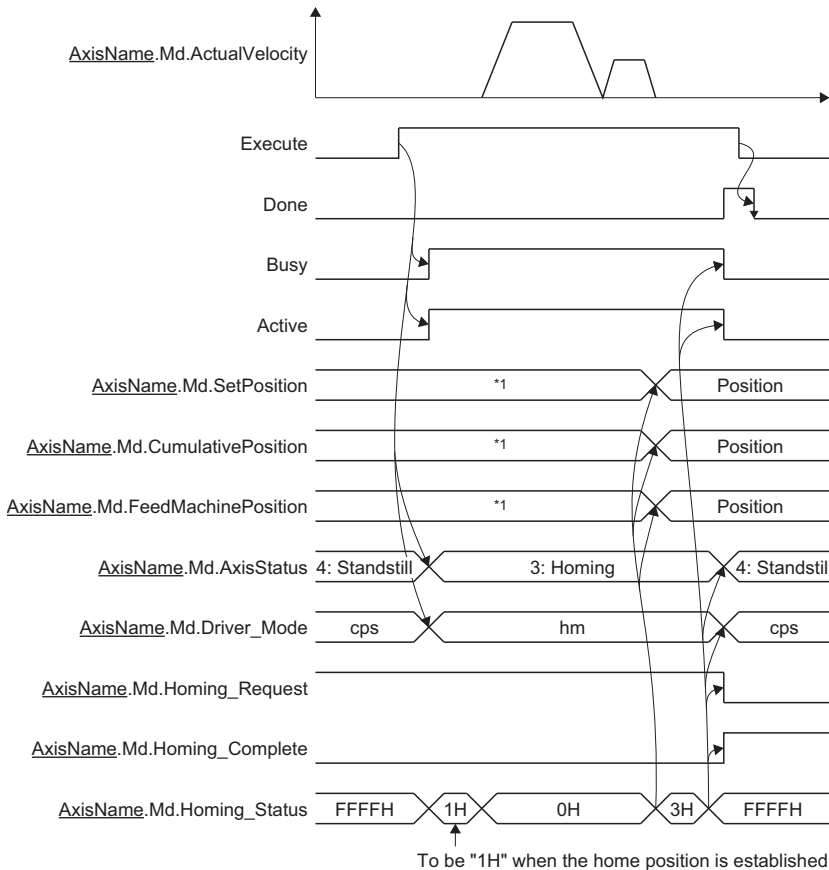 AxisName.Md.ActualVelocity
Execute
Done
Busy
Active
AxisName.Md.SetPosition *1 Position
AxisName.Md.CumulativePosition *1 Position
AxisName.Md.FeedMachinePosition *1 Position
AxisName.Md.AxisStatus 4: Standstill 3: Homing 4: Standstill
AxisName.Md.Driver_Mode cps hm cps
AxisName.Md.Homing_Request
AxisName.Md.Homing_Complete
AxisName.Md.Homing_Status FFFFH 1H 0H 3H FFFFH
To be "1H" when the home position is established